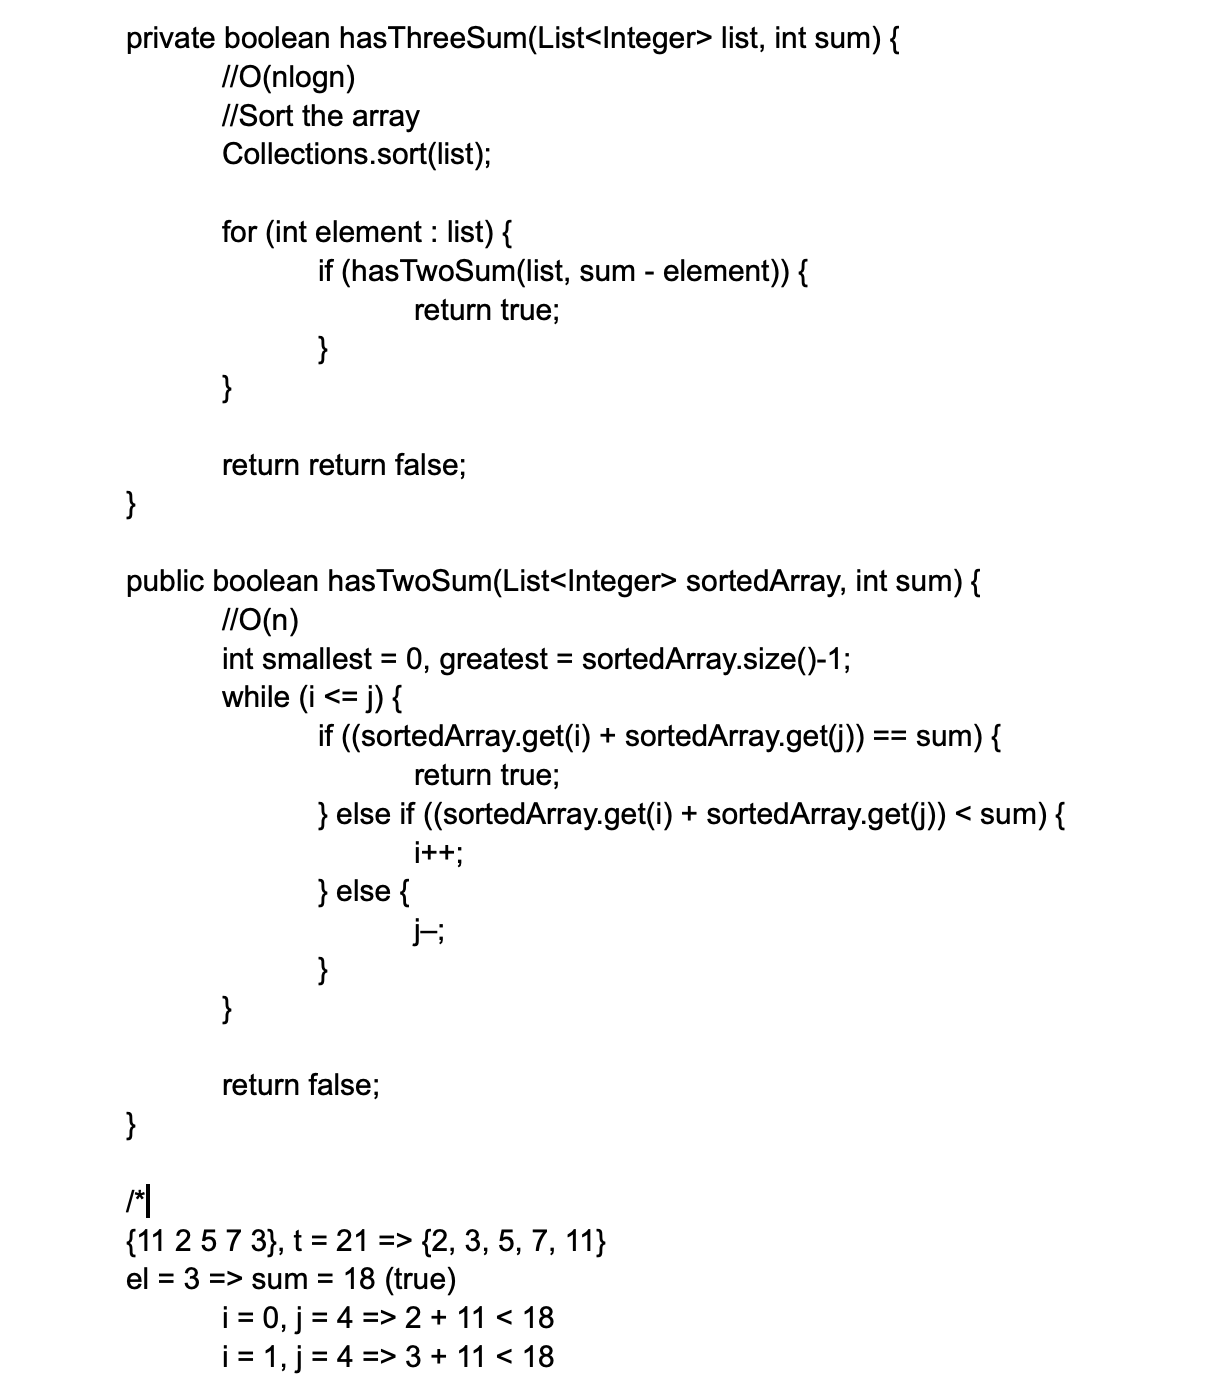 private boolean hasThreeSum(List<Integer> list, int sum) {
//O(nlogn)
//Sort the array
Collections.sort(list);
for (int element : list) {
if (hasTwoSum(list, sum - element)) {
return true;
}
}
return return false;
}
public boolean hasTwoSum(List<Integer> sortedArray, int sum) {
//O(n)
int smallest = 0, greatest = sortedArray.size()-1;
while (i <= j) {
if ((sortedArray.get(i) + sortedArray.get(j)) == sum) {
return true;
} else if ((sortedArray.get(i) + sortedArray.get(j)) < sum) {
i++;
} else {
j–;
}
}
return false;
}
/*
{11 2 5 7 3}, t = 21 => {2, 3, 5, 7, 11}
el = 3 => sum = 18 (true)
i = 0, j = 4 => 2 + 11 < 18
i = 1, j = 4 => 3 + 11 < 18